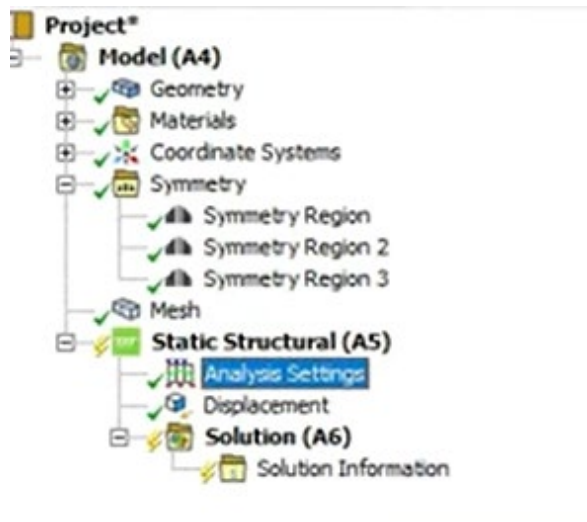 Project*
Model (A4)
Geometry
Materials
Coordinate Systems
Symmetry
Symmetry Region
Symmetry Region 2
Symmetry Region 3
Mesh
Static Structural (A5)
Analysis Settings
Displacement
Solution (A6)
Solution Information